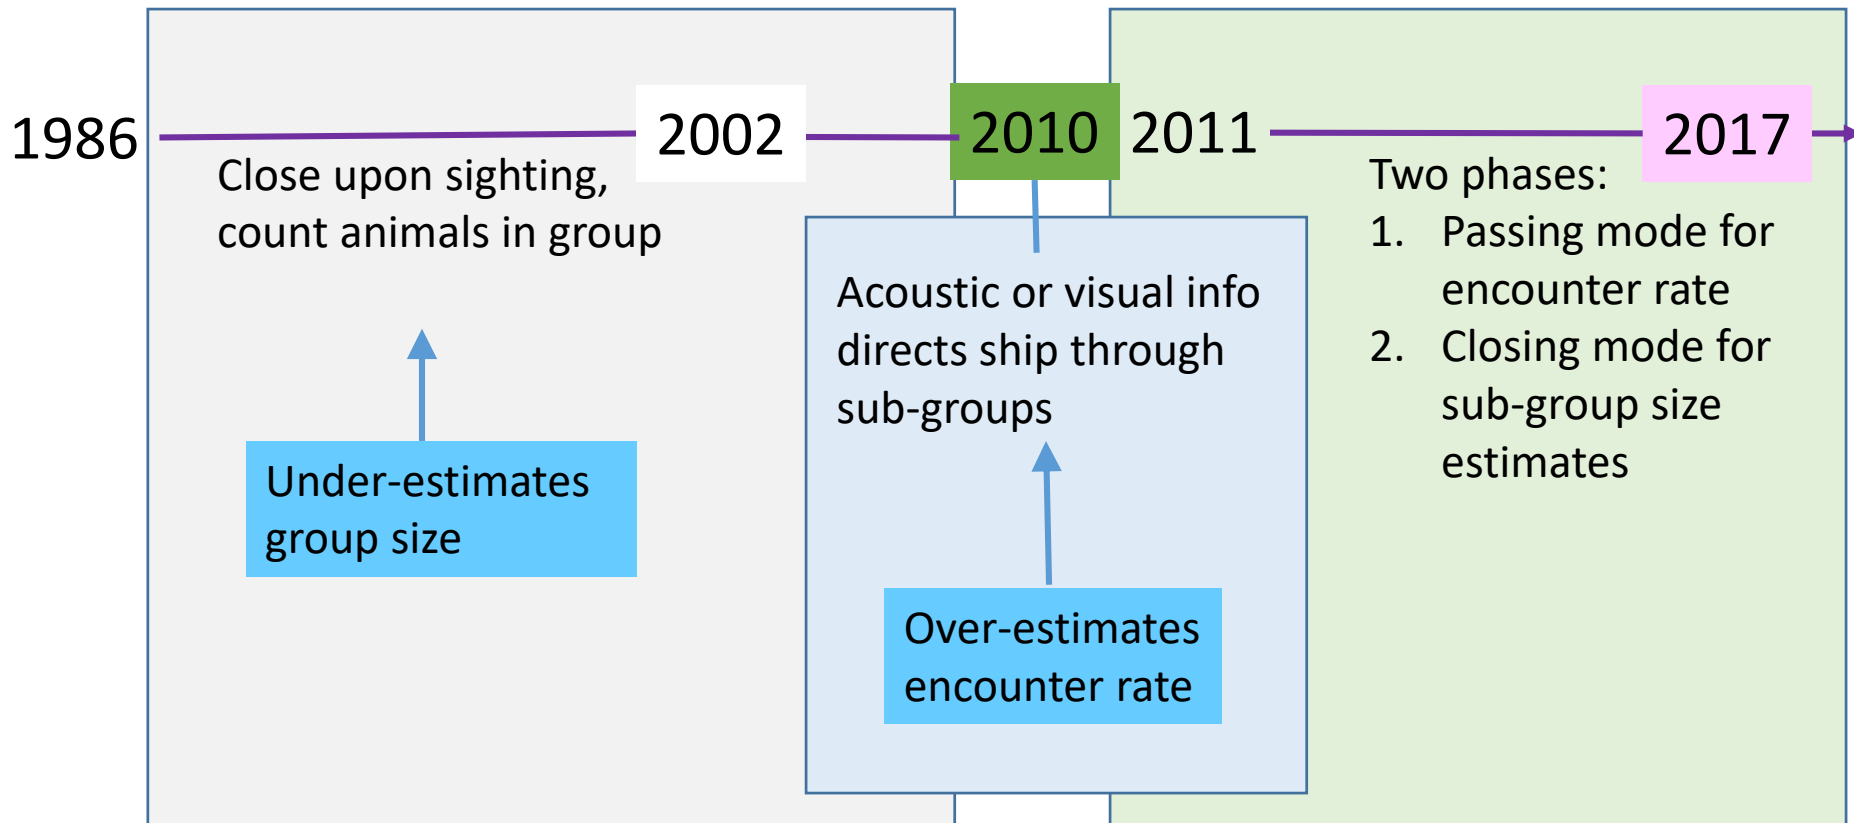 1986
2002
2010
2011
2017
Close upon sighting,
count animals in group
Under-estimates
group size
Acoustic or visual info
directs ship through
sub-groups
Over-estimates
encounter rate
Two phases:
1. Passing mode for
encounter rate
2. Closing mode for
sub-group size
estimates